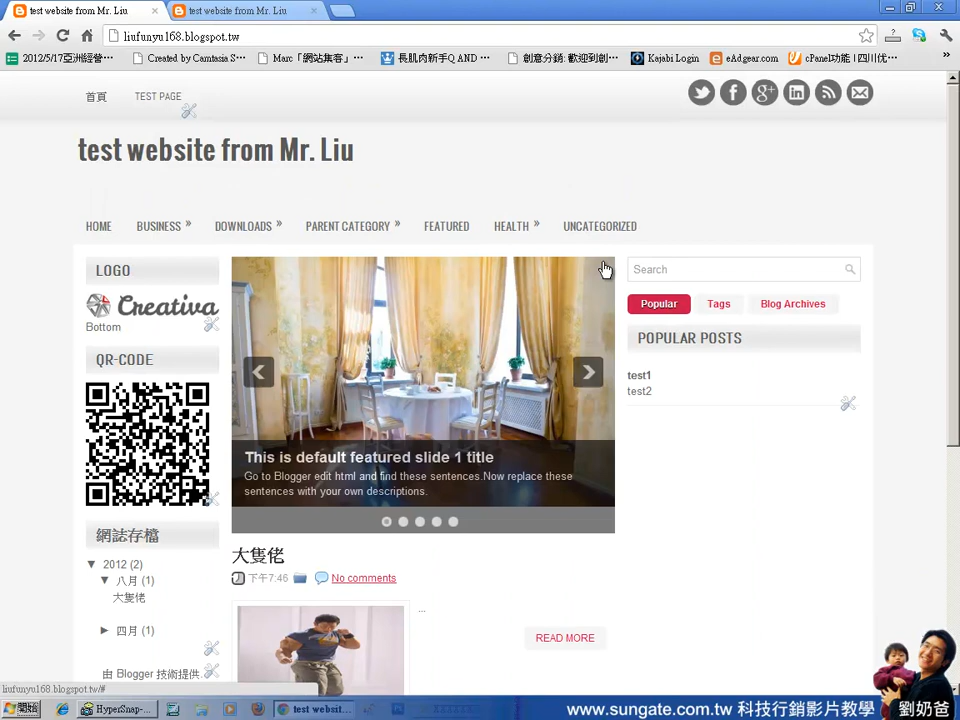 test website from Mr. Liu
test website from Mr. Liu
liufunyu168.blogspot.tw
2012/5/17亞洲經營···
Created by Camtasia S···
Marc「網站集客」···
長肌肉新手Q AND ···
創意分銷: 歡迎到創···
Kajabi Login
eAdgear.com
cPanel功能 | 四川优···
首頁
TEST PAGE
test website from Mr. Liu
HOME
BUSINESS »
DOWNLOADS »
PARENT CATEGORY »
FEATURED
HEALTH »
UNCATEGORIZED
LOGO
Creativa
Bottom
QR-CODE
網誌存檔
▼ 2012 (2)
▼ 八月 (1)
大隻佬
► 四月 (1)
由 Blogger 技術提供.
This is default featured slide 1 title
Go to Blogger edit html and find these sentences.Now replace these
sentences with your own descriptions.
大隻佬
下午7:46
No comments
...
READ MORE
Search
Popular
Tags
Blog Archives
POPULAR POSTS
test1
test2
liufunyu168.blogspot.tw/#
開始
HyperSnap-...
test websit...
www.sungate.com.tw 科技行銷影片教學
劉奶爸